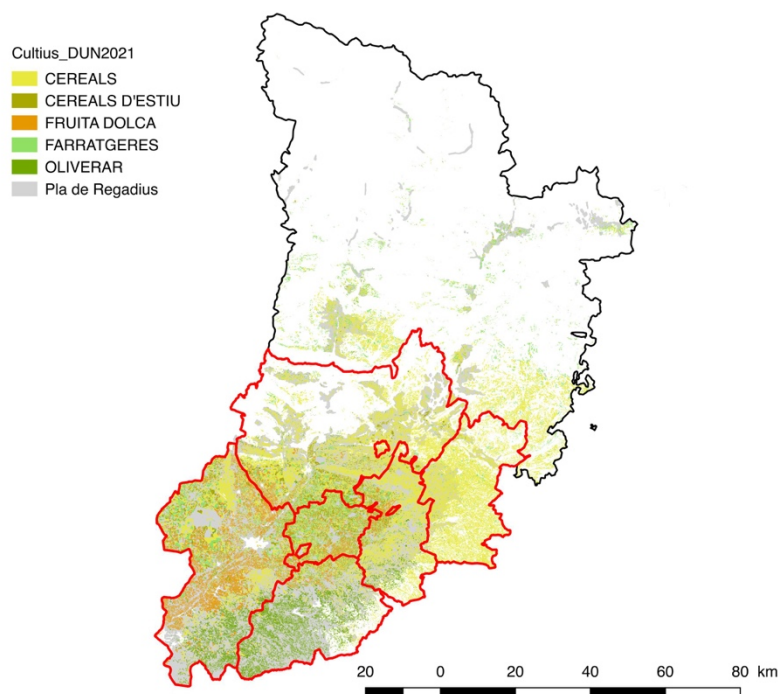 Cultius_DUN2021
CEREALS
CEREALS D'ESTIU
FRUITA DOLCA
FARRATGERES
OLIVERAR
Pla de Regadius
20 0 20 40 60 80 km